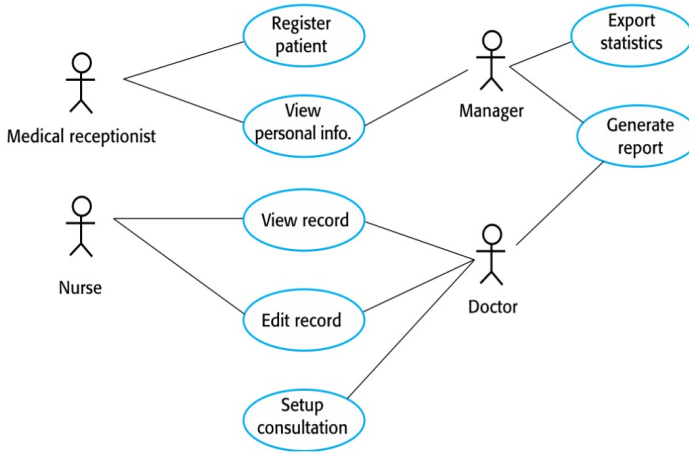 Register
patient
Export
statistics
Medical receptionist
View
personal info.
Manager
Generate
report
Nurse
View record
Doctor
Edit record
Setup
consultation